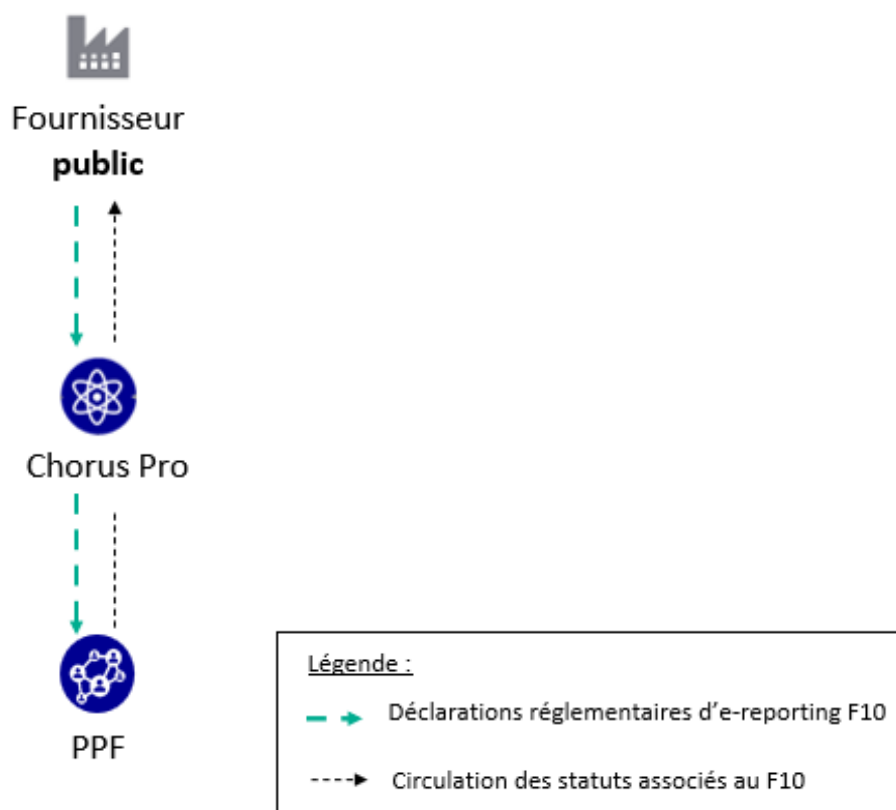 Fournisseur
public
Chorus Pro
PPF
Légende :
Déclarations réglementaires d'e-reporting F10
Circulation des statuts associés au F10